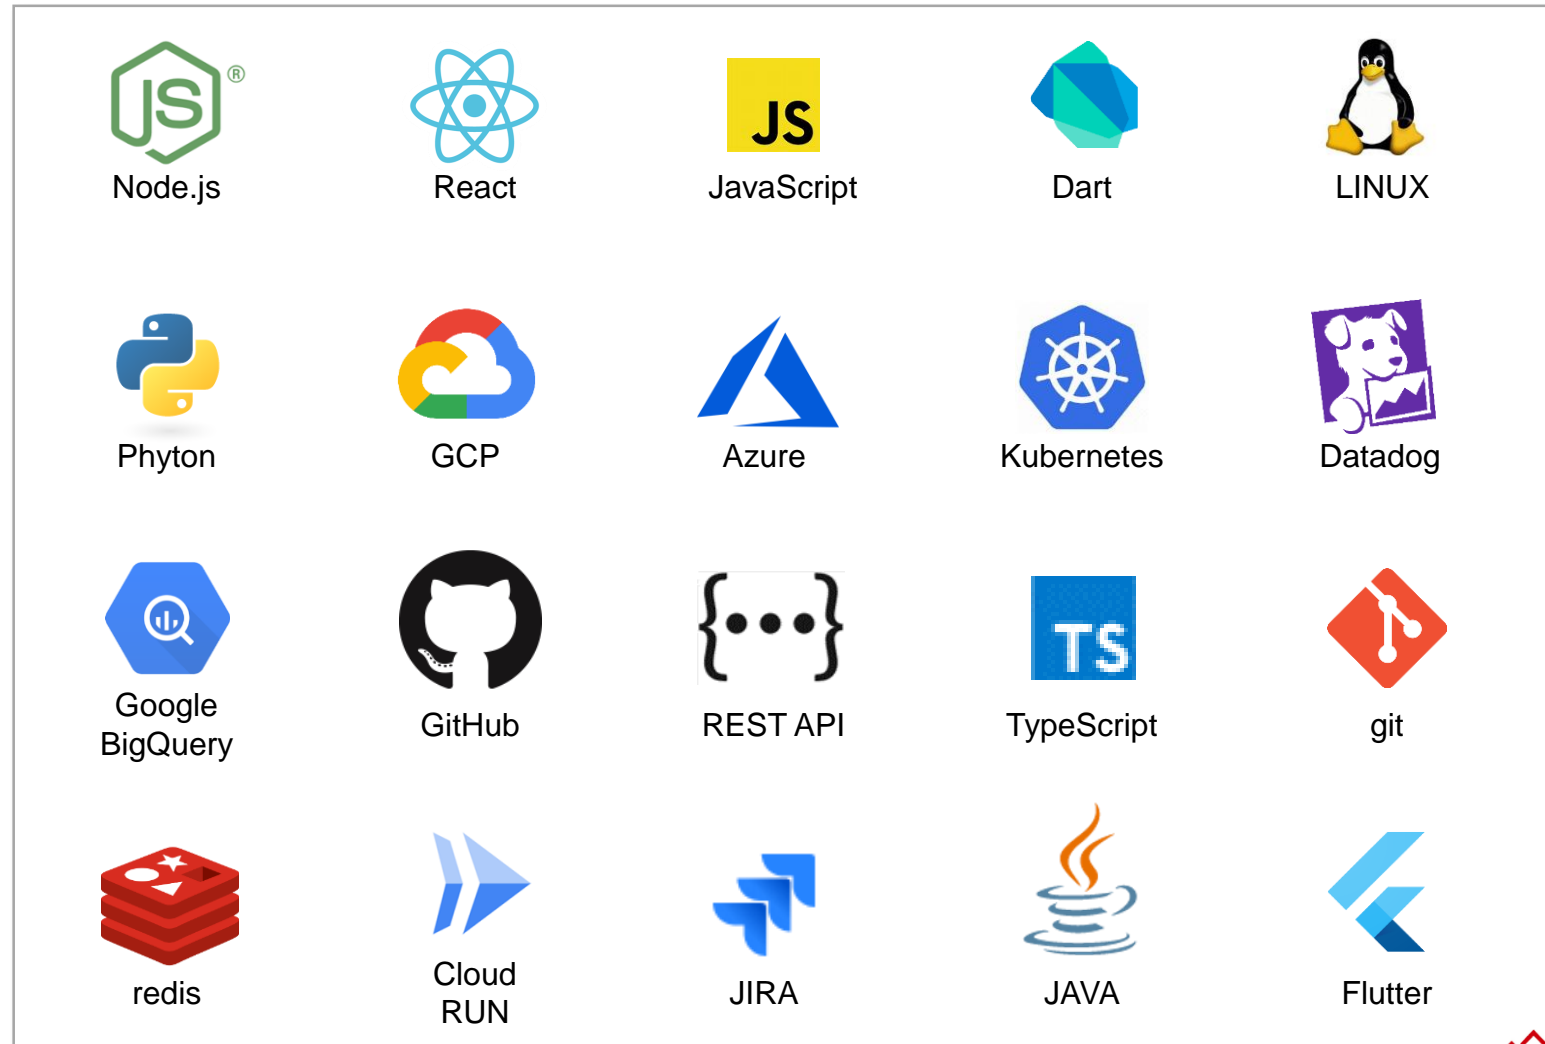 JS
®
JS
Node.js
React
JavaScript
Dart
LINUX
Phyton
GCP
Azure
Kubernetes
Datadog
{•••}
TS
Google
BigQuery
GitHub
REST API
TypeScript
git
redis
Cloud
RUN
JIRA
JAVA
Flutter